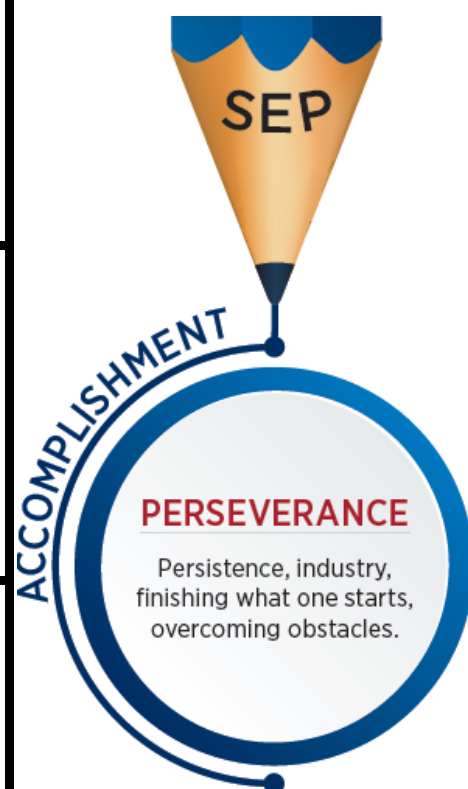 SEP
ACCOMPLISHMENT
PERSEVERANCE
Persistence, industry,
finishing what one starts,
overcoming obstacles.